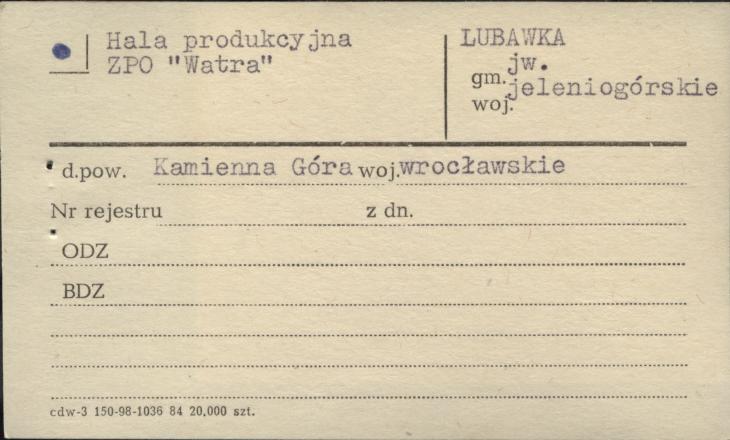 Hala produkcyjna
ZPO "Watra"
LUBAWKA
gm. jw.
woj. jeleniogórskie
d.pow. Kamienna Góra woj. wrocławskie
Nr rejestru z dn.
ODZ
BDZ
cdw-3 150-98-1036 84 20,000 szt.